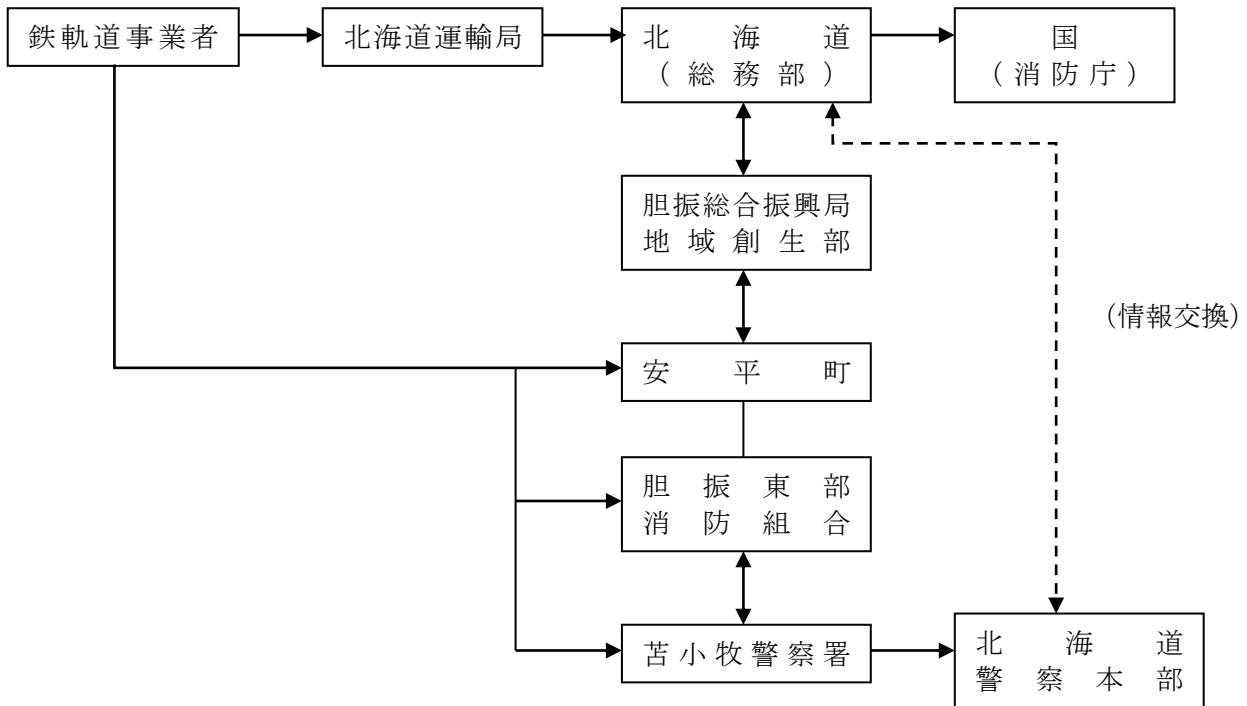 鉄軌道事業者
北海道運輸局
北海道
(総務部)
国
(消防庁)
胆振総合振興局
地域創生部
(情報交換)
安平町
胆振東部
消防組合
苫小牧警察署
北海道
警察本部